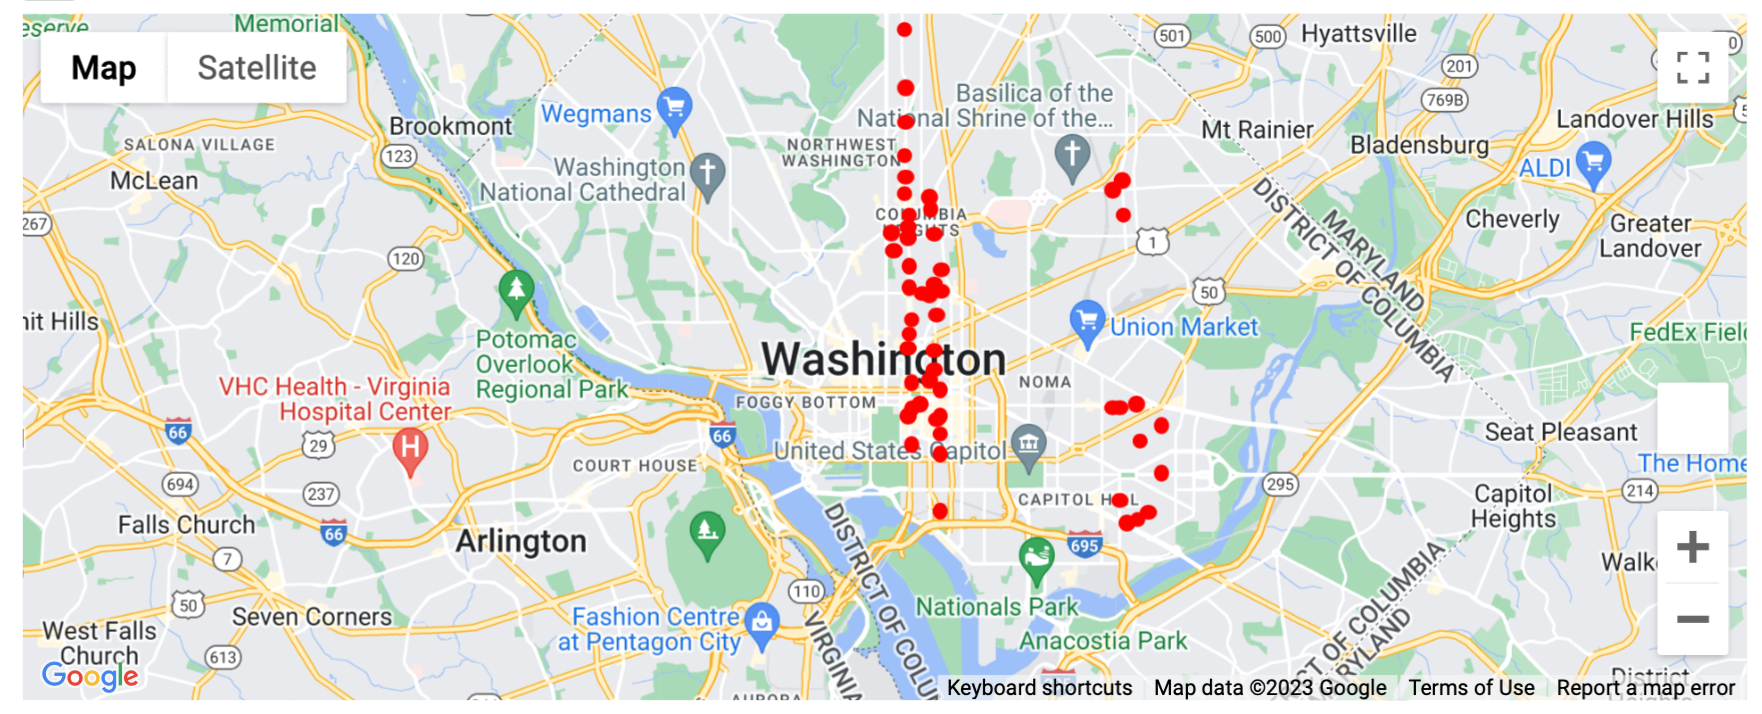 eserve
Memorial
Map
Satellite
501
500
Hyattsville
201
769B
Wegmans
Basilica of the
National Shrine of the...
Brookmont
Mt Rainier
Landover Hills
SALONA VILLAGE
123
NORTHWEST
WASHINGTON
Bladensburg
ALDI
McLean
Washington
National Cathedral
267
120
1
Cheverly
Greater
Landover
MARYLAND
DISTRICT OF COLUMBIA
50
nit Hills
Potomac
Overlook
Regional Park
Union Market
FedEx Field
Washington
VHC Health - Virginia
Hospital Center
NOMA
FOGGY BOTTOM
66
29
66
COURT HOUSE
United States Capitol
Seat Pleasant
The Home
694
237
295
214
Capitol
Heights
CAPITOL HILL
Falls Church
66
Arlington
7
695
DISTRICT OF COLUMBIA
MARYLAND
Walk
50
Seven Corners
110
Fashion Centre
at Pentagon City
Nationals Park
Anacostia Park
DISTRICT OF COLU
VIRGINIA
West Falls
Church
613
Google
AURORA
District
Heights
Keyboard shortcuts
Map data ©2023 Google
Terms of Use
Report a map error